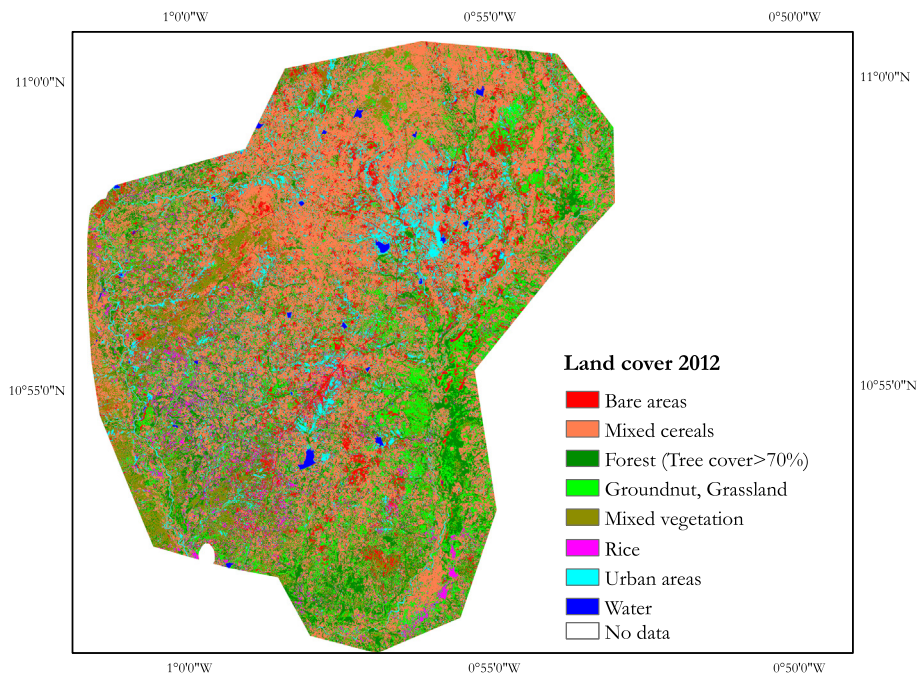 1°0'0"W 0°55'0"W 0°50'0"W
11°0'0"N 11°0'0"N
Land cover 2012
10°55'0"N 10°55'0"N
Bare areas
Mixed cereals
Forest (Tree cover>70%)
Groundnut, Grassland
Mixed vegetation
Rice
Urban areas
Water
No data
1°0'0"W 0°55'0"W 0°50'0"W